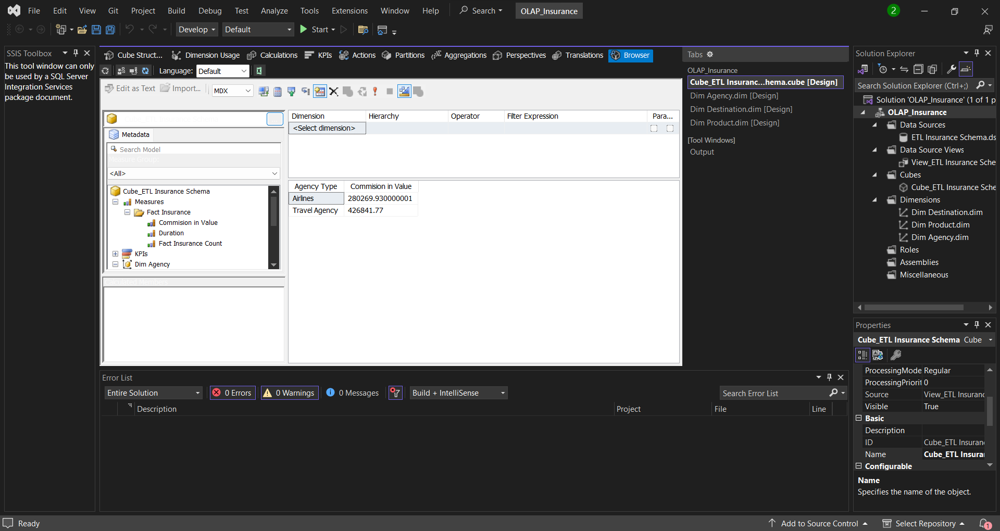 File Edit View Git Project Build Debug Test Analyze Tools Extensions Window Help Search OLAP_Insurance 2
Develop Default Start
SSIS Toolbox
This tool window can only
be used by a SQL Server
Integration Services
package document.
Cube Struct... Dimension Usage Calculations KPIs Actions Partitions Aggregations Perspectives Translations Browser
Language: Default
Edit as Text Import... MDX
Metadata
Search Model
Measure Group:
<All>
Cube_ETL Insurance Schema
Measures
Fact Insurance
Commision in Value
Duration
Fact Insurance Count
KPIs
Dim Agency
Calculated Members
Dimension Hierarchy Operator Filter Expression Para...
<Select dimension>
Agency Type Commision in Value
Airlines 280269.930000001
Travel Agency 426841.77
Tabs
OLAP_Insurance
Cube_ETL Insuranc...hema.cube [Design]
Dim Agency.dim [Design]
Dim Destination.dim [Design]
Dim Product.dim [Design]
[Tool Windows]
Output
Error List
Entire Solution 0 Errors 0 Warnings 0 Messages Build + IntelliSense Search Error List
Description Project File Line
Solution Explorer
Search Solution Explorer (Ctrl+;)
Solution 'OLAP_Insurance' (1 of 1 p
OLAP_Insurance
Data Sources
ETL Insurance Schema.ds
Data Source Views
View_ETL Insurance Sche
Cubes
Cube_ETL Insurance Sche
Dimensions
Dim Destination.dim
Dim Product.dim
Dim Agency.dim
Roles
Assemblies
Miscellaneous
Properties
Cube_ETL Insurance Schema Cube
ProcessingMode Regular
ProcessingPriorit 0
Source View_ETL Insuranc
Visible True
Basic
Description
ID Cube_ETL Insuran
Name Cube_ETL Insura
Configurable
Name
Specifies the name of the object.
Ready Add to Source Control Select Repository 1